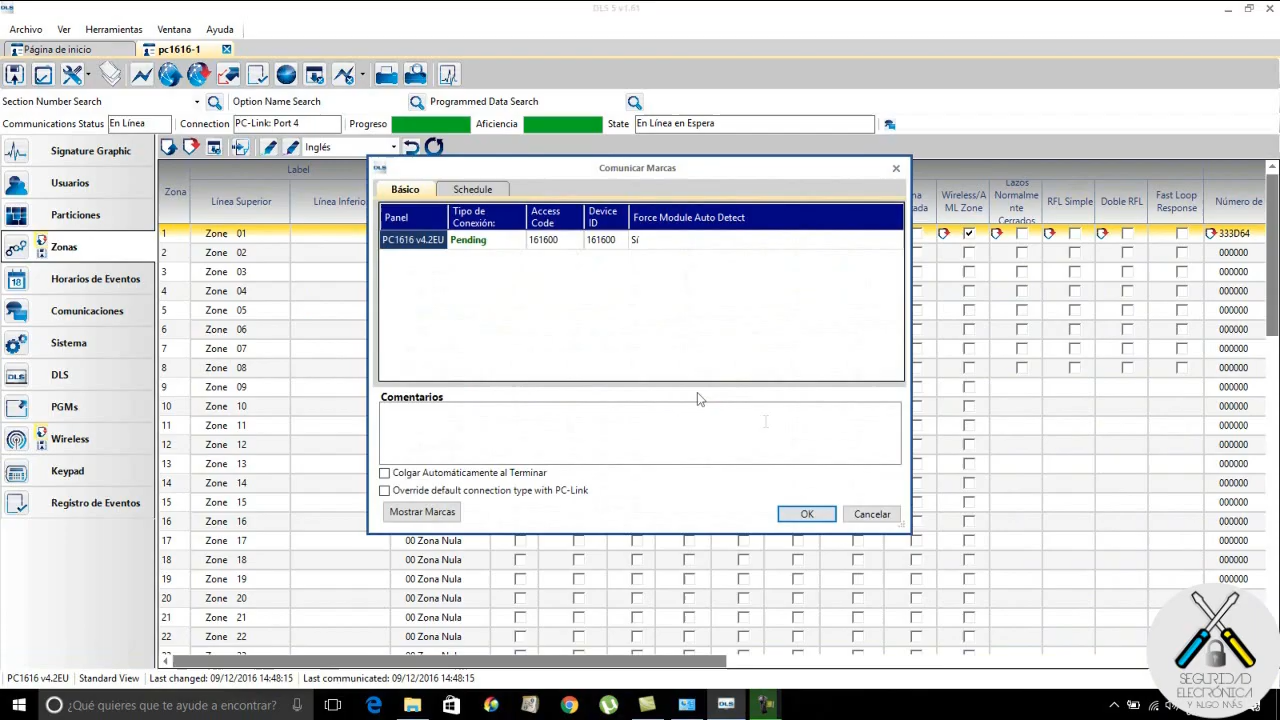 DLS 5 v1.61
Archivo Ver Herramientas Ventana Ayuda
Página de inicio pc1616-1
Section Number Search Option Name Search Programmed Data Search
Communications Status En Línea Connection PC-Link: Port 4 Progreso Aficiencia State En Línea en Espera
Signature Graphic
Usuarios
Particiones
Zonas
Horarios de Eventos
Comunicaciones
Sistema
DLS
PGMs
Wireless
Keypad
Registro de Eventos
Inglés
Zona Label
Línea Superior Línea Inferior
Wireless/A
ML Zone
Lazos
Normalme
nte
Cerrados
RFL Simple
Doble RFL
Fast Loop
Response
Número de
1 Zone 01 333D64
2 Zone 02 000000
3 Zone 03 000000
4 Zone 04 000000
5 Zone 05 000000
6 Zone 06 000000
7 Zone 07 000000
8 Zone 08 000000
9 Zone 09 000000
10 Zone 10 000000
11 Zone 11 000000
12 Zone 12 000000
13 Zone 13 000000
14 Zone 14 000000
15 Zone 15 000000
16 Zone 16 000000
17 Zone 17 00 Zona Nula 000000
18 Zone 18 00 Zona Nula 000000
19 Zone 19 00 Zona Nula 000000
20 Zone 20 00 Zona Nula
21 Zone 21 00 Zona Nula
22 Zone 22 00 Zona Nula
Comunicar Marcas
Básico Schedule
Panel
Tipo de
Conexión:
Access
Code
Device
ID
Force Module Auto Detect
PC1616 v4.2EU Pending 161600 161600 Sí
Comentarios
Colgar Automáticamente al Terminar
Override default connection type with PC-Link
Mostrar Marcas OK Cancelar
PC1616 v4.2EU Standard View Last changed: 09/12/2016 14:48:15 Last communicated: 09/12/2016 14:48:15
¿Qué quieres que te ayude a encontrar?
SEGURIDAD
ELECTRÓNICA
Y ALGO MÁS